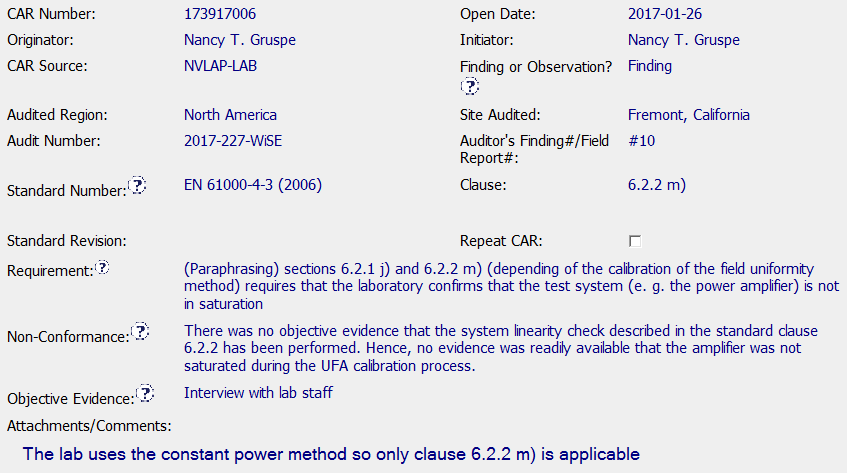 CAR Number: 173917006 Open Date: 2017-01-26
Originator: Nancy T. Gruspe Initiator: Nancy T. Gruspe
CAR Source: NVLAP-LAB Finding or Observation? Finding
?
Audited Region: North America Site Audited: Fremont, California
Audit Number: 2017-227-WiSE Auditor's Finding#/Field #10
Report#:
Standard Number: ? EN 61000-4-3 (2006) Clause: 6.2.2 m)
Standard Revision: Repeat CAR:
Requirement: ? (Paraphrasing) sections 6.2.1 j) and 6.2.2 m) (depending of the calibration of the field uniformity
method) requires that the laboratory confirms that the test system (e. g. the power amplifier) is not
in saturation
Non-Conformance: ? There was no objective evidence that the system linearity check described in the standard clause
6.2.2 has been performed. Hence, no evidence was readily available that the amplifier was not
saturated during the UFA calibration process.
Objective Evidence: ? Interview with lab staff
Attachments/Comments:
The lab uses the constant power method so only clause 6.2.2 m) is applicable